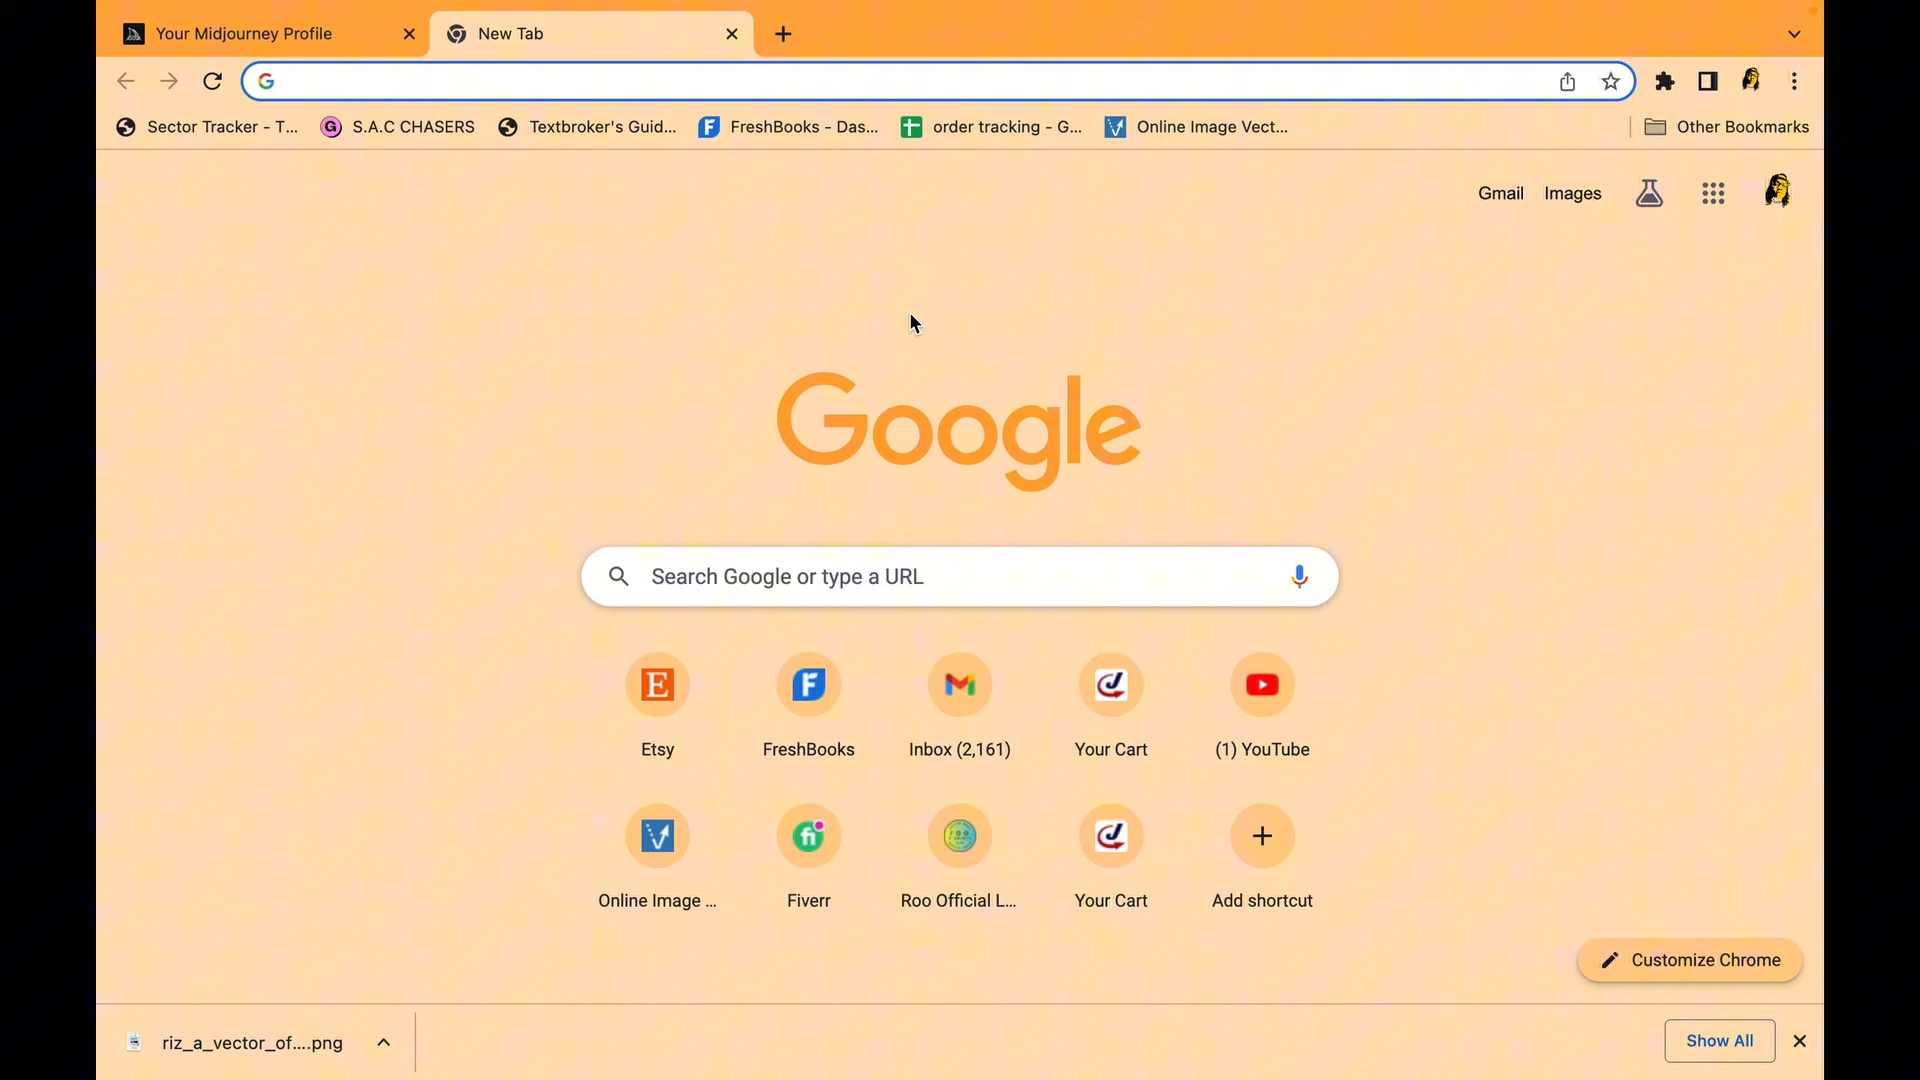 Your Midjourney Profile
New Tab
Sector Tracker - T...
S.A.C CHASERS
Textbroker's Guid...
FreshBooks - Das...
order tracking - G...
Online Image Vect...
Other Bookmarks
Gmail
Images
Google
Search Google or type a URL
Etsy
FreshBooks
Inbox (2,161)
Your Cart
(1) YouTube
Online Image ...
Fiverr
Roo Official L...
Your Cart
Add shortcut
Customize Chrome
riz_a_vector_of....png
Show All